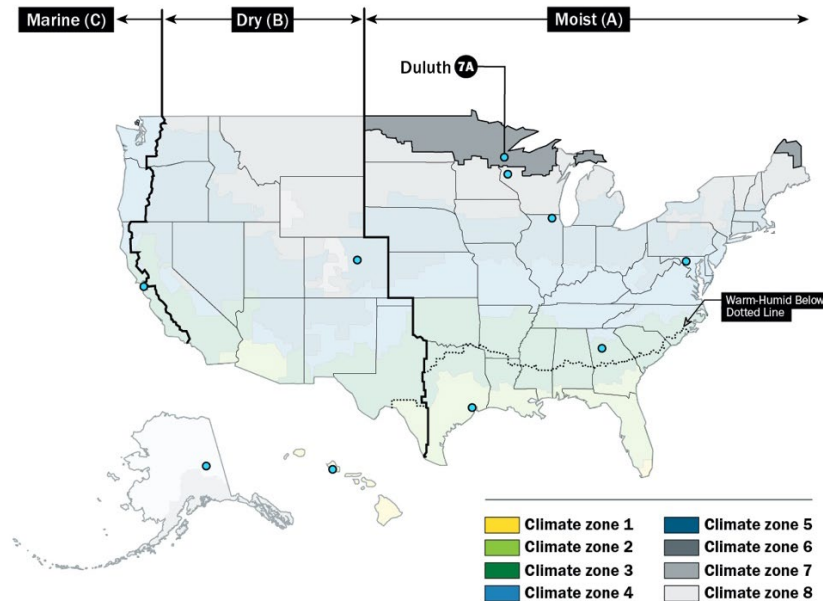 Marine (C)
Dry (B)
Moist (A)
Duluth 7A
Warm-Humid Below
Dotted Line
Climate zone 1
Climate zone 2
Climate zone 3
Climate zone 4
Climate zone 5
Climate zone 6
Climate zone 7
Climate zone 8